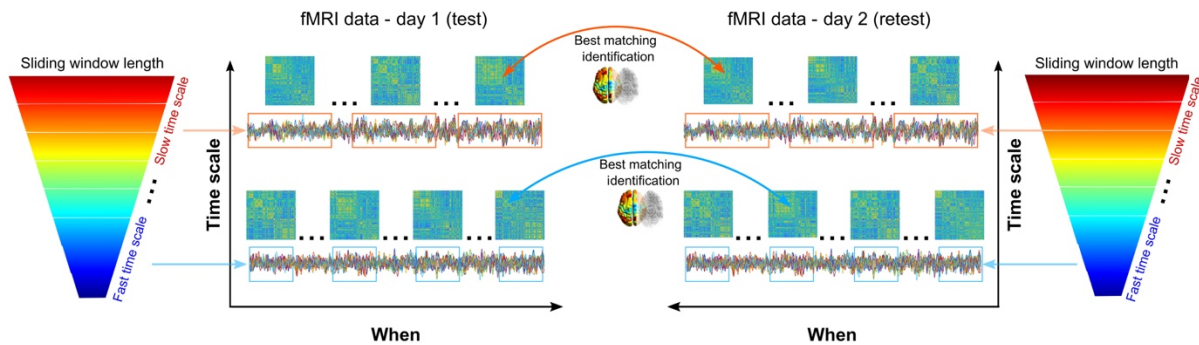 fMRI data - day 1 (test)
fMRI data - day 2 (retest)
Sliding window length
Slow time scale
Fast time scale
Time scale
Best matching
identification
Best matching
identification
When
When
Time scale
Sliding window length
Slow time scale
Fast time scale